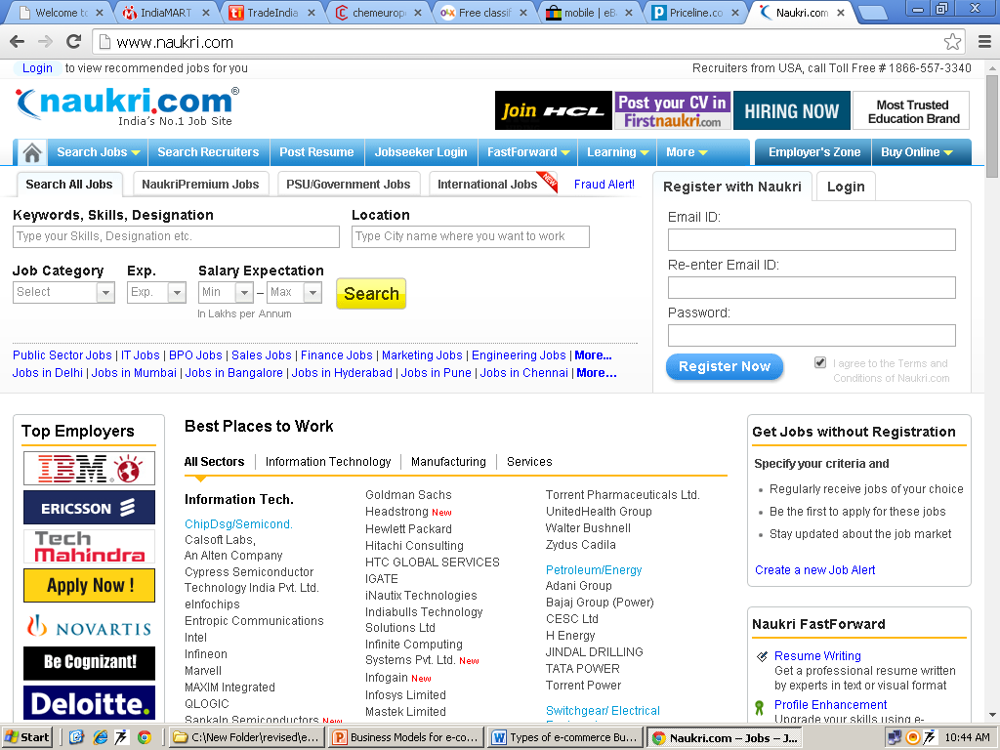 Welcome to
IndiaMART
TradeIndia
chemeurope
Free classif
mobile | eB
Priceline.co
Naukri.com
www.naukri.com
Login to view recommended jobs for you
Recruiters from USA, call Toll Free # 1866-557-3340
naukri.com®
India's No.1 Job Site
Join HCL
Post your CV in
Firstnaukri.com
HIRING NOW
Most Trusted
Education Brand
Search Jobs
Search Recruiters
Post Resume
Jobseeker Login
FastForward
Learning
More
Employer's Zone
Buy Online
Search All Jobs
NaukriPremium Jobs
PSU/Government Jobs
International Jobs
NEW
Fraud Alert!
Register with Naukri
Login
Keywords, Skills, Designation
Location
Type your Skills, Designation etc.
Type City name where you want to work
Job Category
Exp.
Salary Expectation
Select
Exp.
Min
–
Max
Search
In Lakhs per Annum
Email ID:
Re-enter Email ID:
Password:
Register Now
I agree to the Terms and
Conditions of Naukri.com
Public Sector Jobs | IT Jobs | BPO Jobs | Sales Jobs | Finance Jobs | Marketing Jobs | Engineering Jobs | More...
Jobs in Delhi | Jobs in Mumbai | Jobs in Bangalore | Jobs in Hyderabad | Jobs in Pune | Jobs in Chennai | More...
Top Employers
IBM
ERICSSON
Tech
Mahindra
Apply Now !
NOVARTIS
Be Cognizant!
Deloitte.
Best Places to Work
All Sectors
Information Technology
Manufacturing
Services
Information Tech.
ChipDsg/Semicond.
Calsoft Labs,
An Alten Company
Cypress Semiconductor
Technology India Pvt. Ltd.
eInfochips
Entropic Communications
Intel
Infineon
Marvell
MAXIM Integrated
QLOGIC
Sankalp Semiconductors New
Goldman Sachs
Headstrong New
Hewlett Packard
Hitachi Consulting
HTC GLOBAL SERVICES
IGATE
iNautix Technologies
Indiabulls Technology
Solutions Ltd
Infinite Computing
Systems Pvt. Ltd. New
Infogain New
Infosys Limited
Mastek Limited
Torrent Pharmaceuticals Ltd.
UnitedHealth Group
Walter Bushnell
Zydus Cadila
Petroleum/Energy
Adani Group
Bajaj Group (Power)
CESC Ltd
H Energy
JINDAL DRILLING
TATA POWER
Torrent Power
Switchgear/ Electrical
Get Jobs without Registration
Specify your criteria and
Regularly receive jobs of your choice
Be the first to apply for these jobs
Stay updated about the job market
Create a new Job Alert
Naukri FastForward
Resume Writing
Get a professional resume written
by experts in text or visual format
Profile Enhancement
Upgrade your skills using e-
Start
C:\New Folder\revised\e...
Business Models for e-co...
Types of e-commerce Bu...
Naukri.com – Jobs – J...
10:44 AM